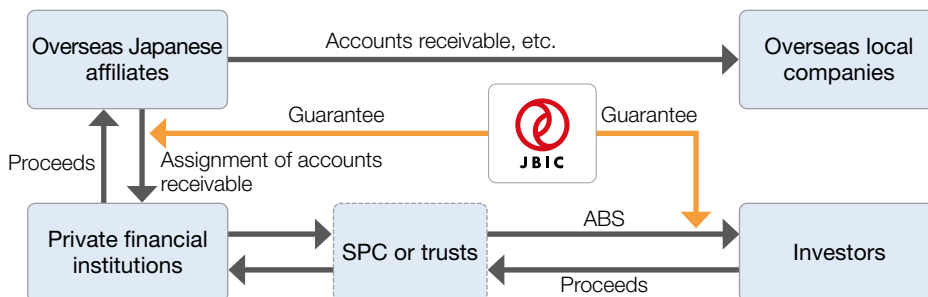 Overseas Japanese
affiliates
Accounts receivable, etc.
Overseas local
companies
Guarantee
JBIC
Guarantee
Proceeds
Assignment of accounts
receivable
Private financial
institutions
SPC or trusts
ABS
Proceeds
Investors